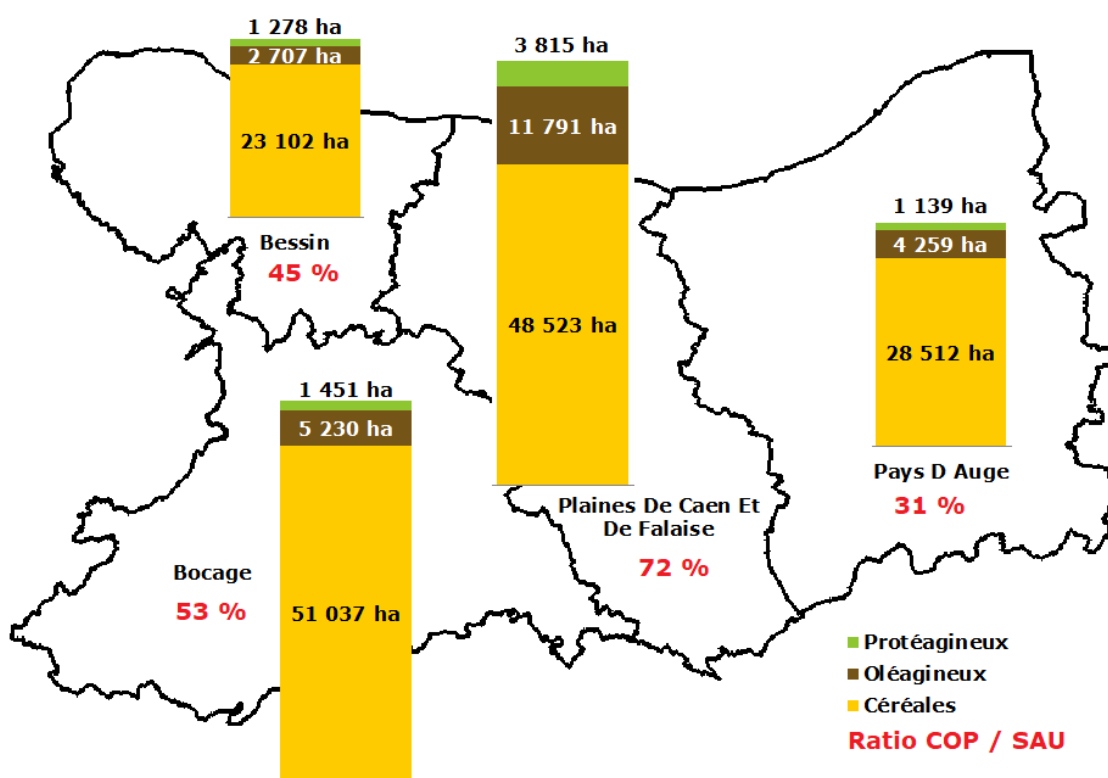 1 278 ha
2 707 ha
23 102 ha
Bessin
45 %
3 815 ha
11 791 ha
48 523 ha
Plaines De Caen Et
De Falaise
72 %
1 139 ha
4 259 ha
28 512 ha
Pays D Auge
31 %
1 451 ha
5 230 ha
51 037 ha
Bocage
53 %
Protéagineux
Oléagineux
Céréales
Ratio COP / SAU